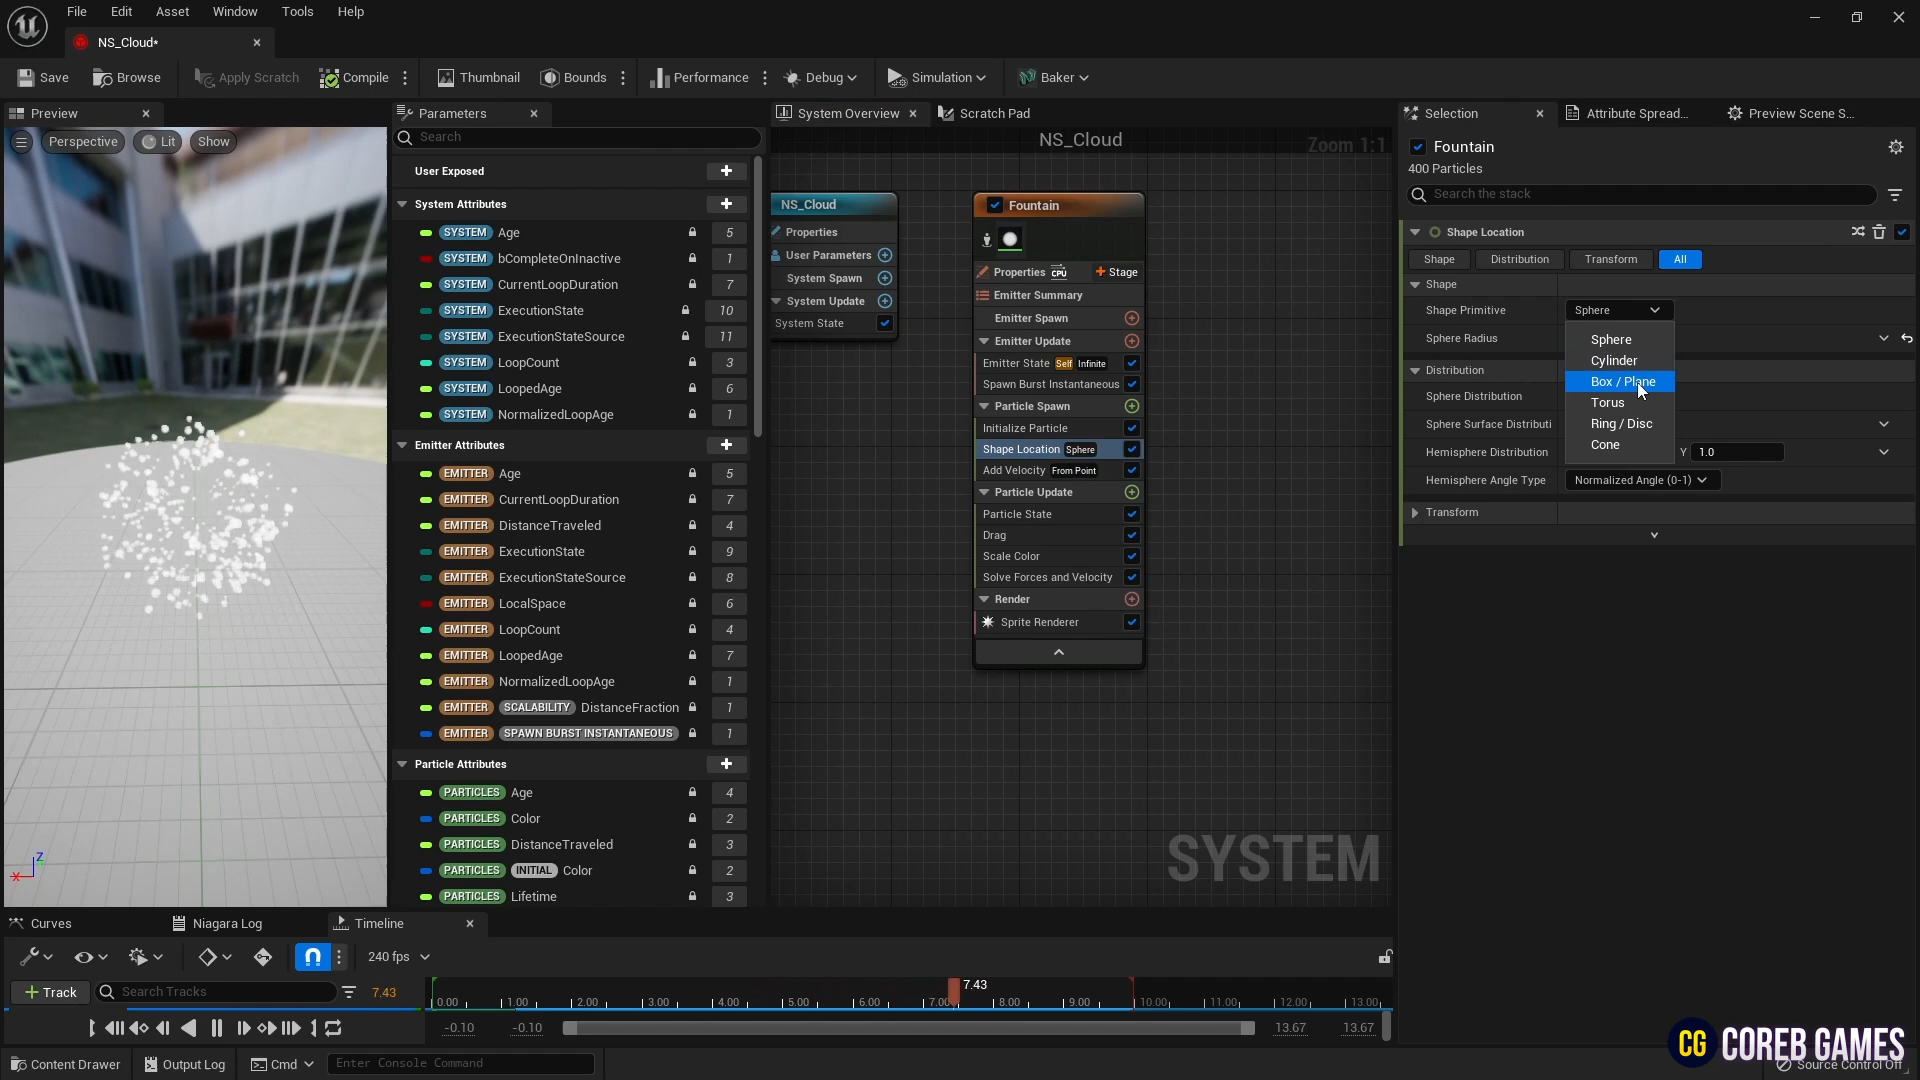 File Edit Asset Window Tools Help
NS_Cloud*
Save Browse Apply Scratch Compile Thumbnail Bounds Performance Debug Simulation Baker
Preview
Perspective Lit Show
Z
X
Parameters
Search
User Exposed
System Attributes
SYSTEM Age 5
SYSTEM bCompleteOnInactive 1
SYSTEM CurrentLoopDuration 7
SYSTEM ExecutionState 10
SYSTEM ExecutionStateSource 11
SYSTEM LoopCount 3
SYSTEM LoopedAge 6
SYSTEM NormalizedLoopAge 1
Emitter Attributes
EMITTER Age 5
EMITTER CurrentLoopDuration 7
EMITTER DistanceTraveled 4
EMITTER ExecutionState 9
EMITTER ExecutionStateSource 8
EMITTER LocalSpace 6
EMITTER LoopCount 4
EMITTER LoopedAge 7
EMITTER NormalizedLoopAge 1
EMITTER SCALABILITY DistanceFraction 1
EMITTER SPAWN BURST INSTANTANEOUS 1
Particle Attributes
PARTICLES Age 4
PARTICLES Color 2
PARTICLES DistanceTraveled 3
PARTICLES INITIAL Color 2
PARTICLES Lifetime 3
System Overview Scratch Pad
NS_Cloud
Zoom 1:1
NS_Cloud
Properties
User Parameters
System Spawn
System Update
System State
Fountain
Properties CPU Stage
Emitter Summary
Emitter Spawn
Emitter Update
Emitter State Self Infinite
Spawn Burst Instantaneous
Particle Spawn
Initialize Particle
Shape Location Sphere
Add Velocity From Point
Particle Update
Particle State
Drag
Scale Color
Solve Forces and Velocity
Render
Sprite Renderer
SYSTEM
Selection Attribute Spread... Preview Scene S...
Fountain
400 Particles
Search the stack
Shape Location
Shape Distribution Transform All
Shape
Shape Primitive Sphere
Sphere Radius
Distribution
Sphere Distribution
Sphere Surface Distributi
Hemisphere Distribution Y 1.0
Hemisphere Angle Type Normalized Angle (0-1)
Transform
Sphere
Cylinder
Box / Plane
Torus
Ring / Disc
Cone
Curves Niagara Log Timeline
240 fps
Track Search Tracks 7.43
7.43
0.00 1.00 2.00 3.00 4.00 5.00 6.00 7.00 8.00 9.00 10.00 11.00 12.00 13.00
-0.10 -0.10 13.67 13.67
Content Drawer Output Log Cmd Enter Console Command
CG COREB GAMES
Source Control Off